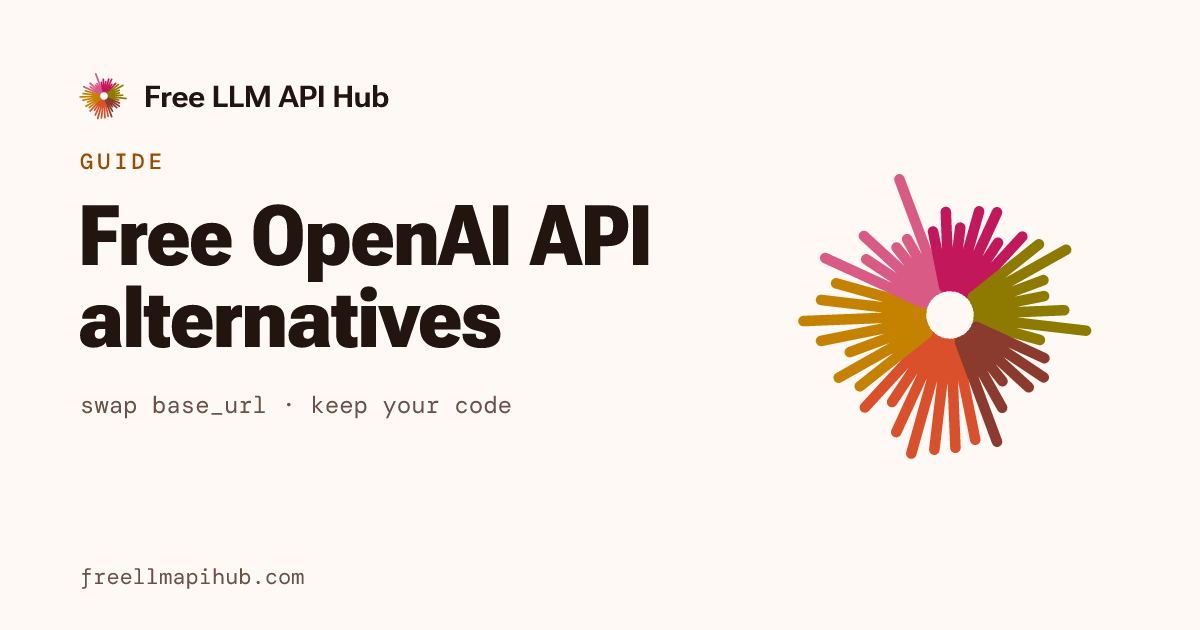 Free LLM API Hub
GUIDE
Free OpenAI API
alternatives
swap base_url · keep your code
freellmapihub.com